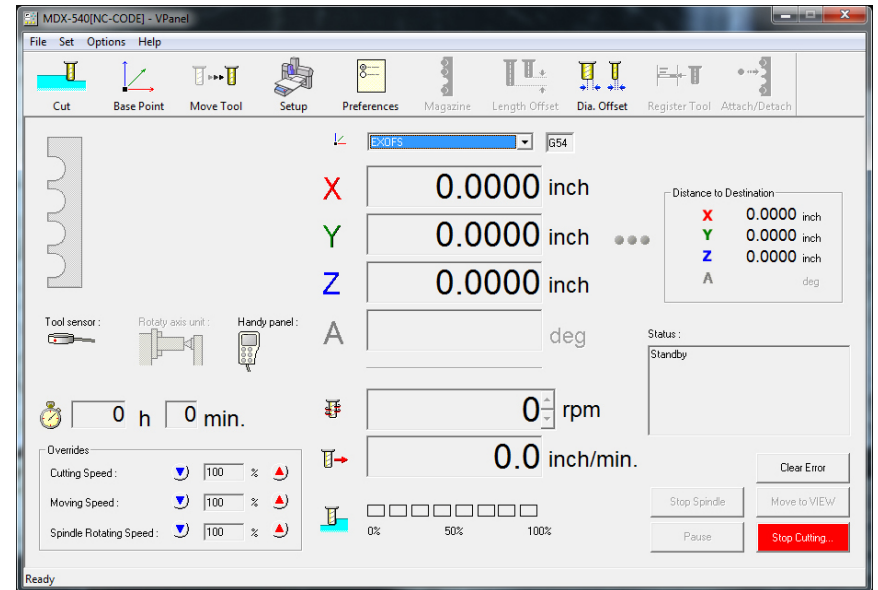 MDX-540[NC-CODE] - VPanel
File Set Options Help
Cut Base Point Move Tool Setup Preferences Magazine Length Offset Dia. Offset Register Tool Attach/Detach
EXOFS G54
X 0.0000 inch
Y 0.0000 inch
Z 0.0000 inch
A deg
Distance to Destination
X 0.0000 inch
Y 0.0000 inch
Z 0.0000 inch
A deg
Tool sensor : Rotaty axis unit : Handy panel :
Status :
Standby
0 h 0 min.
0 rpm
0.0 inch/min.
Overrides
Cutting Speed : 100 %
Moving Speed : 100 %
Spindle Rotating Speed : 100 %
0% 50% 100%
Clear Error
Stop Spindle Move to VIEW
Pause Stop Cutting...
Ready